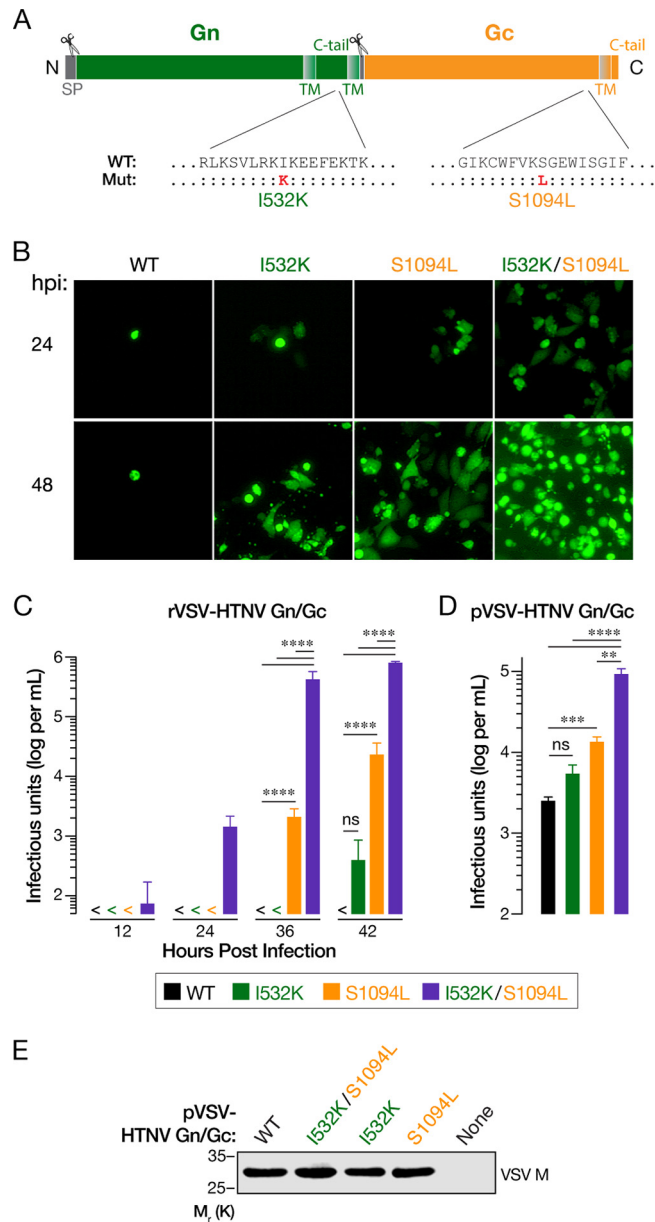 A
Gn
Gc
C-tail
C-tail
N
C
SP
TM
TM
TM
WT: ...RLKSVLRKIKEEFEKTK... ...GIKCWFVKSGEWISGIF...
Mut: ...::::::::K::::::::... ...::::::::L::::::::...
I532K S1094L
B
WT I532K S1094L I532K/S1094L
hpi:
24
48
C
rVSV-HTNV Gn/Gc
Infectious units (log per mL)
6
5
4
3
2
****
****
****
ns
****
< < <
< < <
< <
<
12 24 36 42
Hours Post Infection
D
pVSV-HTNV Gn/Gc
Infectious units (log per mL)
5
4
3
2
****
**
***
ns
WT I532K S1094L I532K/S1094L
E
pVSV-
HTNV Gn/Gc:
WT I532K/S1094L I532K S1094L None
35–
25–
VSV M
Mr (K)